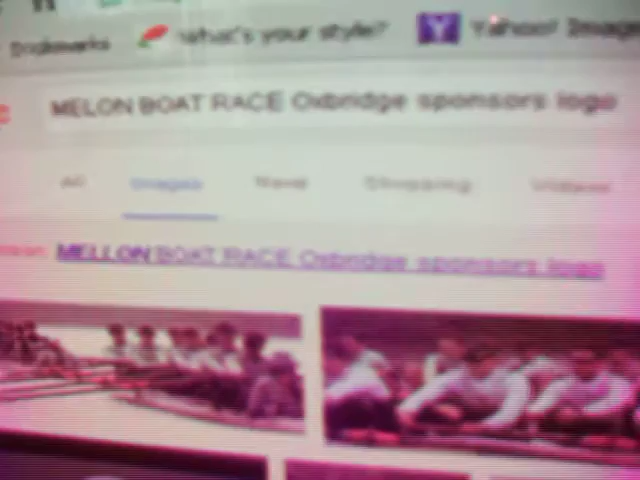 Bookmarks What's your style? Yahoo! Image
MELON BOAT RACE Oxbridge sponsors logo
All Images News Shopping Videos
MELLON BOAT RACE Oxbridge sponsors logo